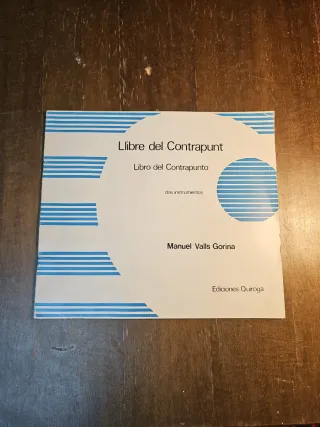 Llibre del Contrapunt
Libro del Contrapunto
dos instrumentos
Manuel Valls Gorina
Ediciones Quiroga